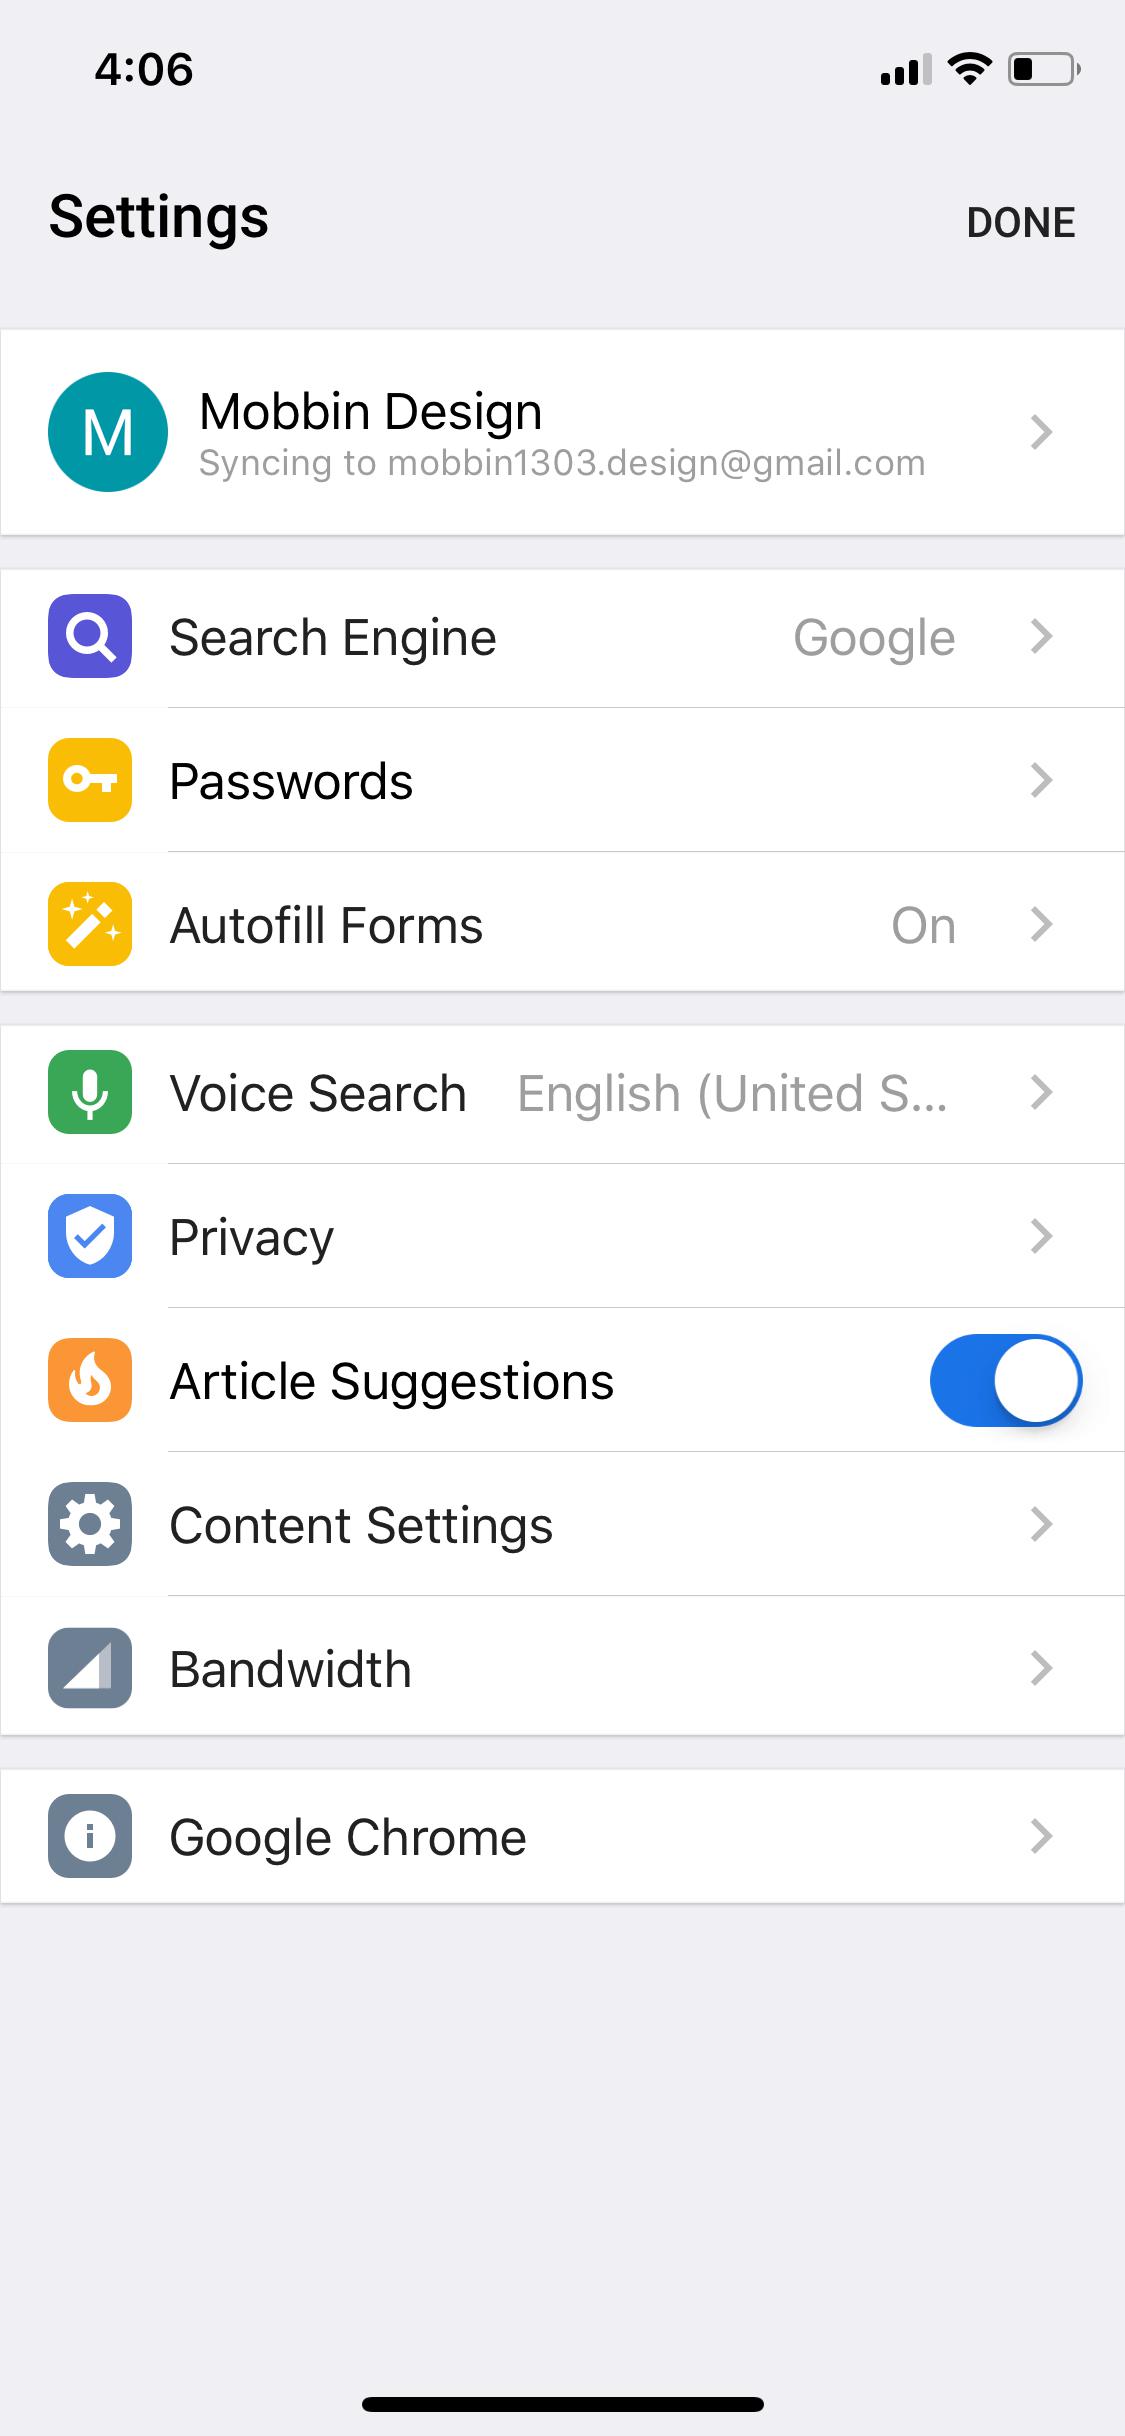 4:06
Settings
DONE
M
Mobbin Design
Syncing to mobbin1303.design@gmail.com
Search Engine Google
Passwords
Autofill Forms On
Voice Search English (United S...
Privacy
Article Suggestions
Content Settings
Bandwidth
Google Chrome